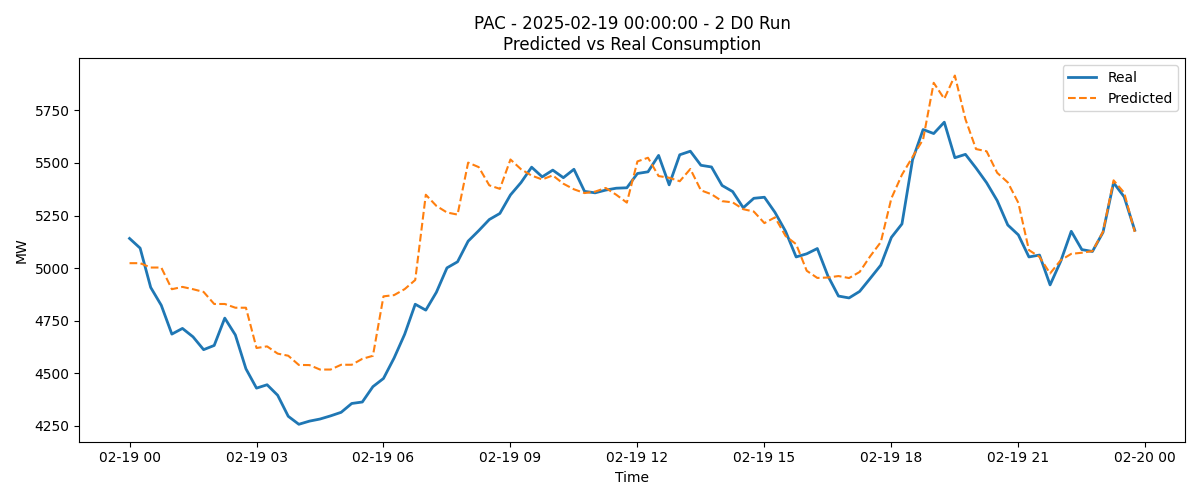 PAC - 2025-02-19 00:00:00 - 2 D0 Run
Predicted vs Real Consumption
Real
Predicted
MW
5750
5500
5250
5000
4750
4500
4250
02-19 00
02-19 03
02-19 06
02-19 09
02-19 12
02-19 15
02-19 18
02-19 21
02-20 00
Time